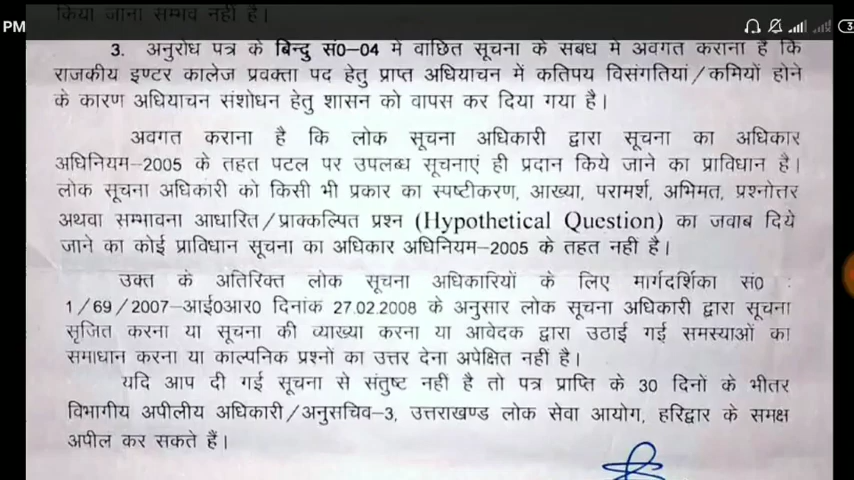 किया जाना सम्भव नहीं है।
PM
3. अनुरोध पत्र के बिन्दु सं0-04 में वांछित सूचना के संबंध में अवगत कराना है कि
राजकीय इण्टर कालेज प्रवक्ता पद हेतु प्राप्त अधियाचन में कतिपय विसंगतियां/कमियों होने
के कारण अधियाचन संशोधन हेतु शासन को वापस कर दिया गया है।
अवगत कराना है कि लोक सूचना अधिकारी द्वारा सूचना का अधिकार
अधिनियम-2005 के तहत पटल पर उपलब्ध सूचनाएं ही प्रदान किये जाने का प्राविधान है।
लोक सूचना अधिकारी को किसी भी प्रकार का स्पष्टीकरण, आख्या, परामर्श, अभिमत, प्रश्नोत्तर
अथवा सम्भावना आधारित/प्राक्कल्पित प्रश्न (Hypothetical Question) का जवाब दिये
जाने का कोई प्राविधान सूचना का अधिकार अधिनियम-2005 के तहत नहीं है।
उक्त के अतिरिक्त लोक सूचना अधिकारियों के लिए मार्गदर्शिका सं0 :
1/69/2007-आई0आर0 दिनांक 27.02.2008 के अनुसार लोक सूचना अधिकारी द्वारा सूचना
सृजित करना या सूचना की व्याख्या करना या आवेदक द्वारा उठाई गई समस्याओं का
समाधान करना या काल्पनिक प्रश्नों का उत्तर देना अपेक्षित नहीं है।
यदि आप दी गई सूचना से संतुष्ट नहीं है तो पत्र प्राप्ति के 30 दिनों के भीतर
विभागीय अपीलीय अधिकारी/अनुसचिव-3, उत्तराखण्ड लोक सेवा आयोग, हरिद्वार के समक्ष
अपील कर सकते हैं।